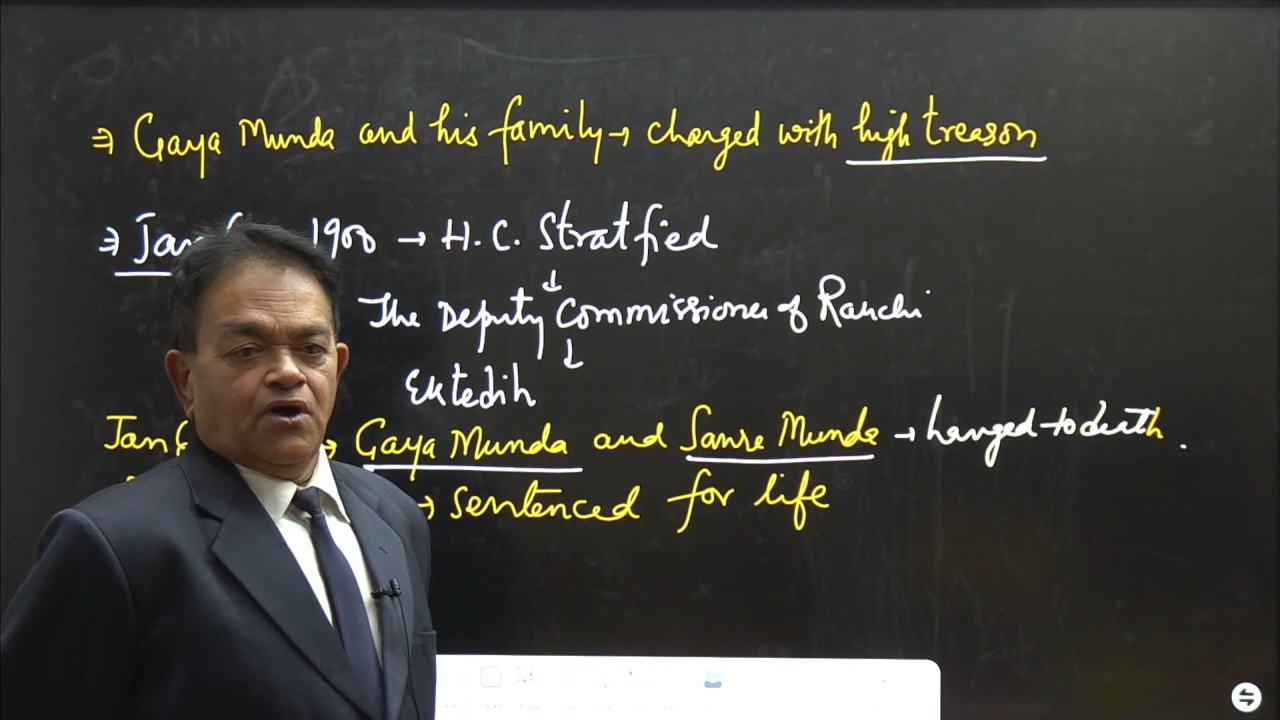 ⇒ Gaya Munda and his family → charged with high treason
⇒ Jan 1900 → H.C. Stratfied
↓
The Deputy Commissioner of Ranchi
↓
Ektedih
Jan → Gaya Munda and Sanre Munda → hanged to death.
→ sentenced for life